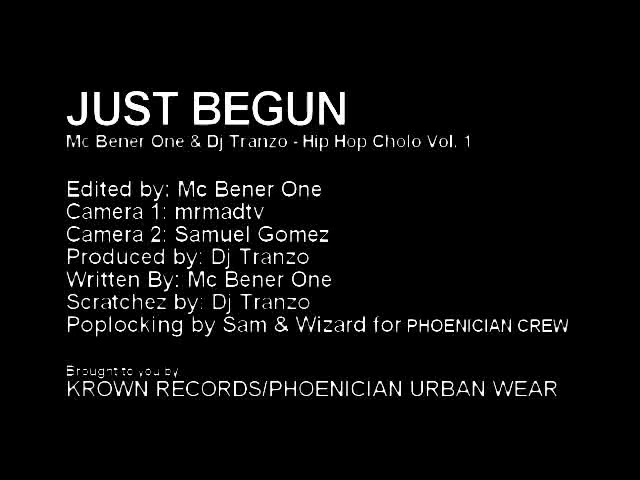 JUST BEGUN
Mc Bener One & Dj Tranzo - Hip Hop Cholo Vol. 1
Edited by: Mc Bener One
Camera 1: mrmadtv
Camera 2: Samuel Gomez
Produced by: Dj Tranzo
Written By: Mc Bener One
Scratchez by: Dj Tranzo
Poplocking by Sam & Wizard for PHOENICIAN CREW
Brought to you by
KROWN RECORDS/PHOENICIAN URBAN WEAR